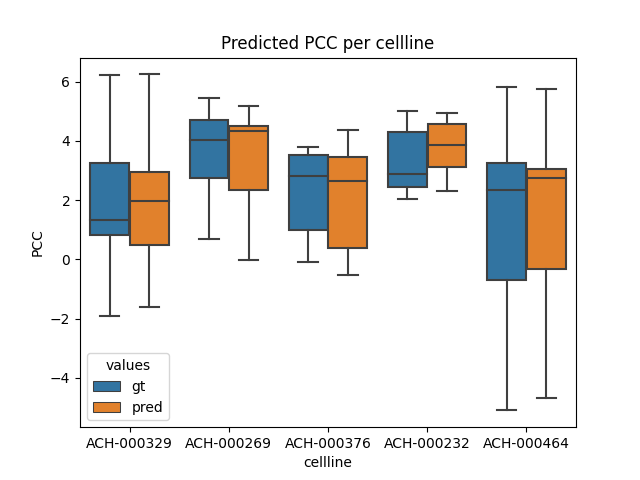 Predicted PCC per cellline
PCC
6
4
2
0
−2
−4
values
gt
pred
ACH-000329 ACH-000269 ACH-000376 ACH-000232 ACH-000464
cellline